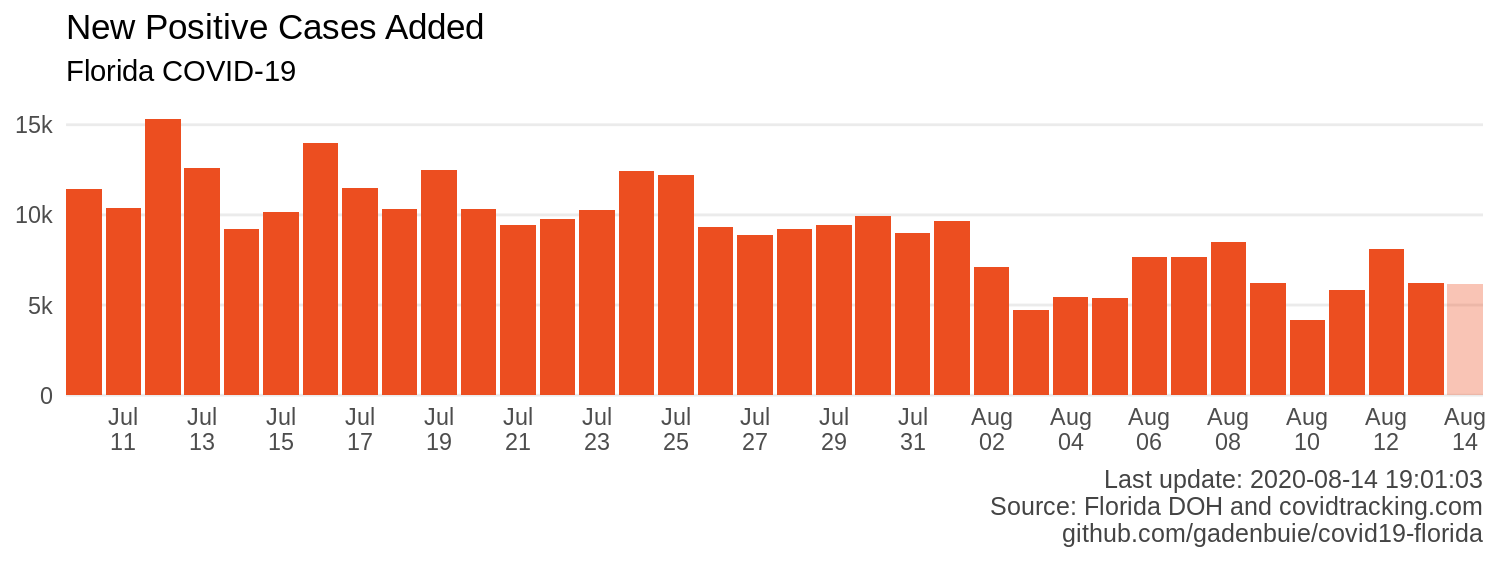 New Positive Cases Added
Florida COVID-19
15k
10k
5k
0
Jul Jul Jul Jul Jul Jul Jul Jul Jul Jul Jul Aug Aug Aug Aug Aug Aug Aug
11 13 15 17 19 21 23 25 27 29 31 02 04 06 08 10 12 14
Last update: 2020-08-14 19:01:03
Source: Florida DOH and covidtracking.com
github.com/gadenbuie/covid19-florida